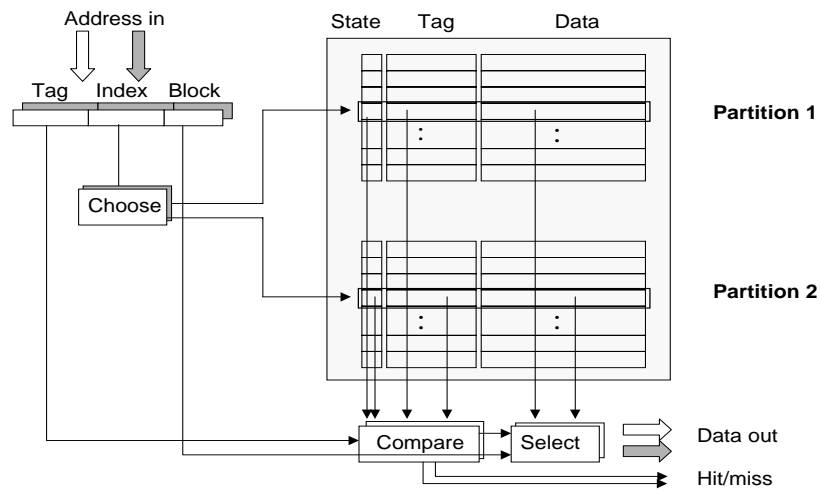 Address in
State Tag Data
Tag Index Block
Partition 1
:
:
Choose
Partition 2
:
:
Compare Select Data out
Hit/miss